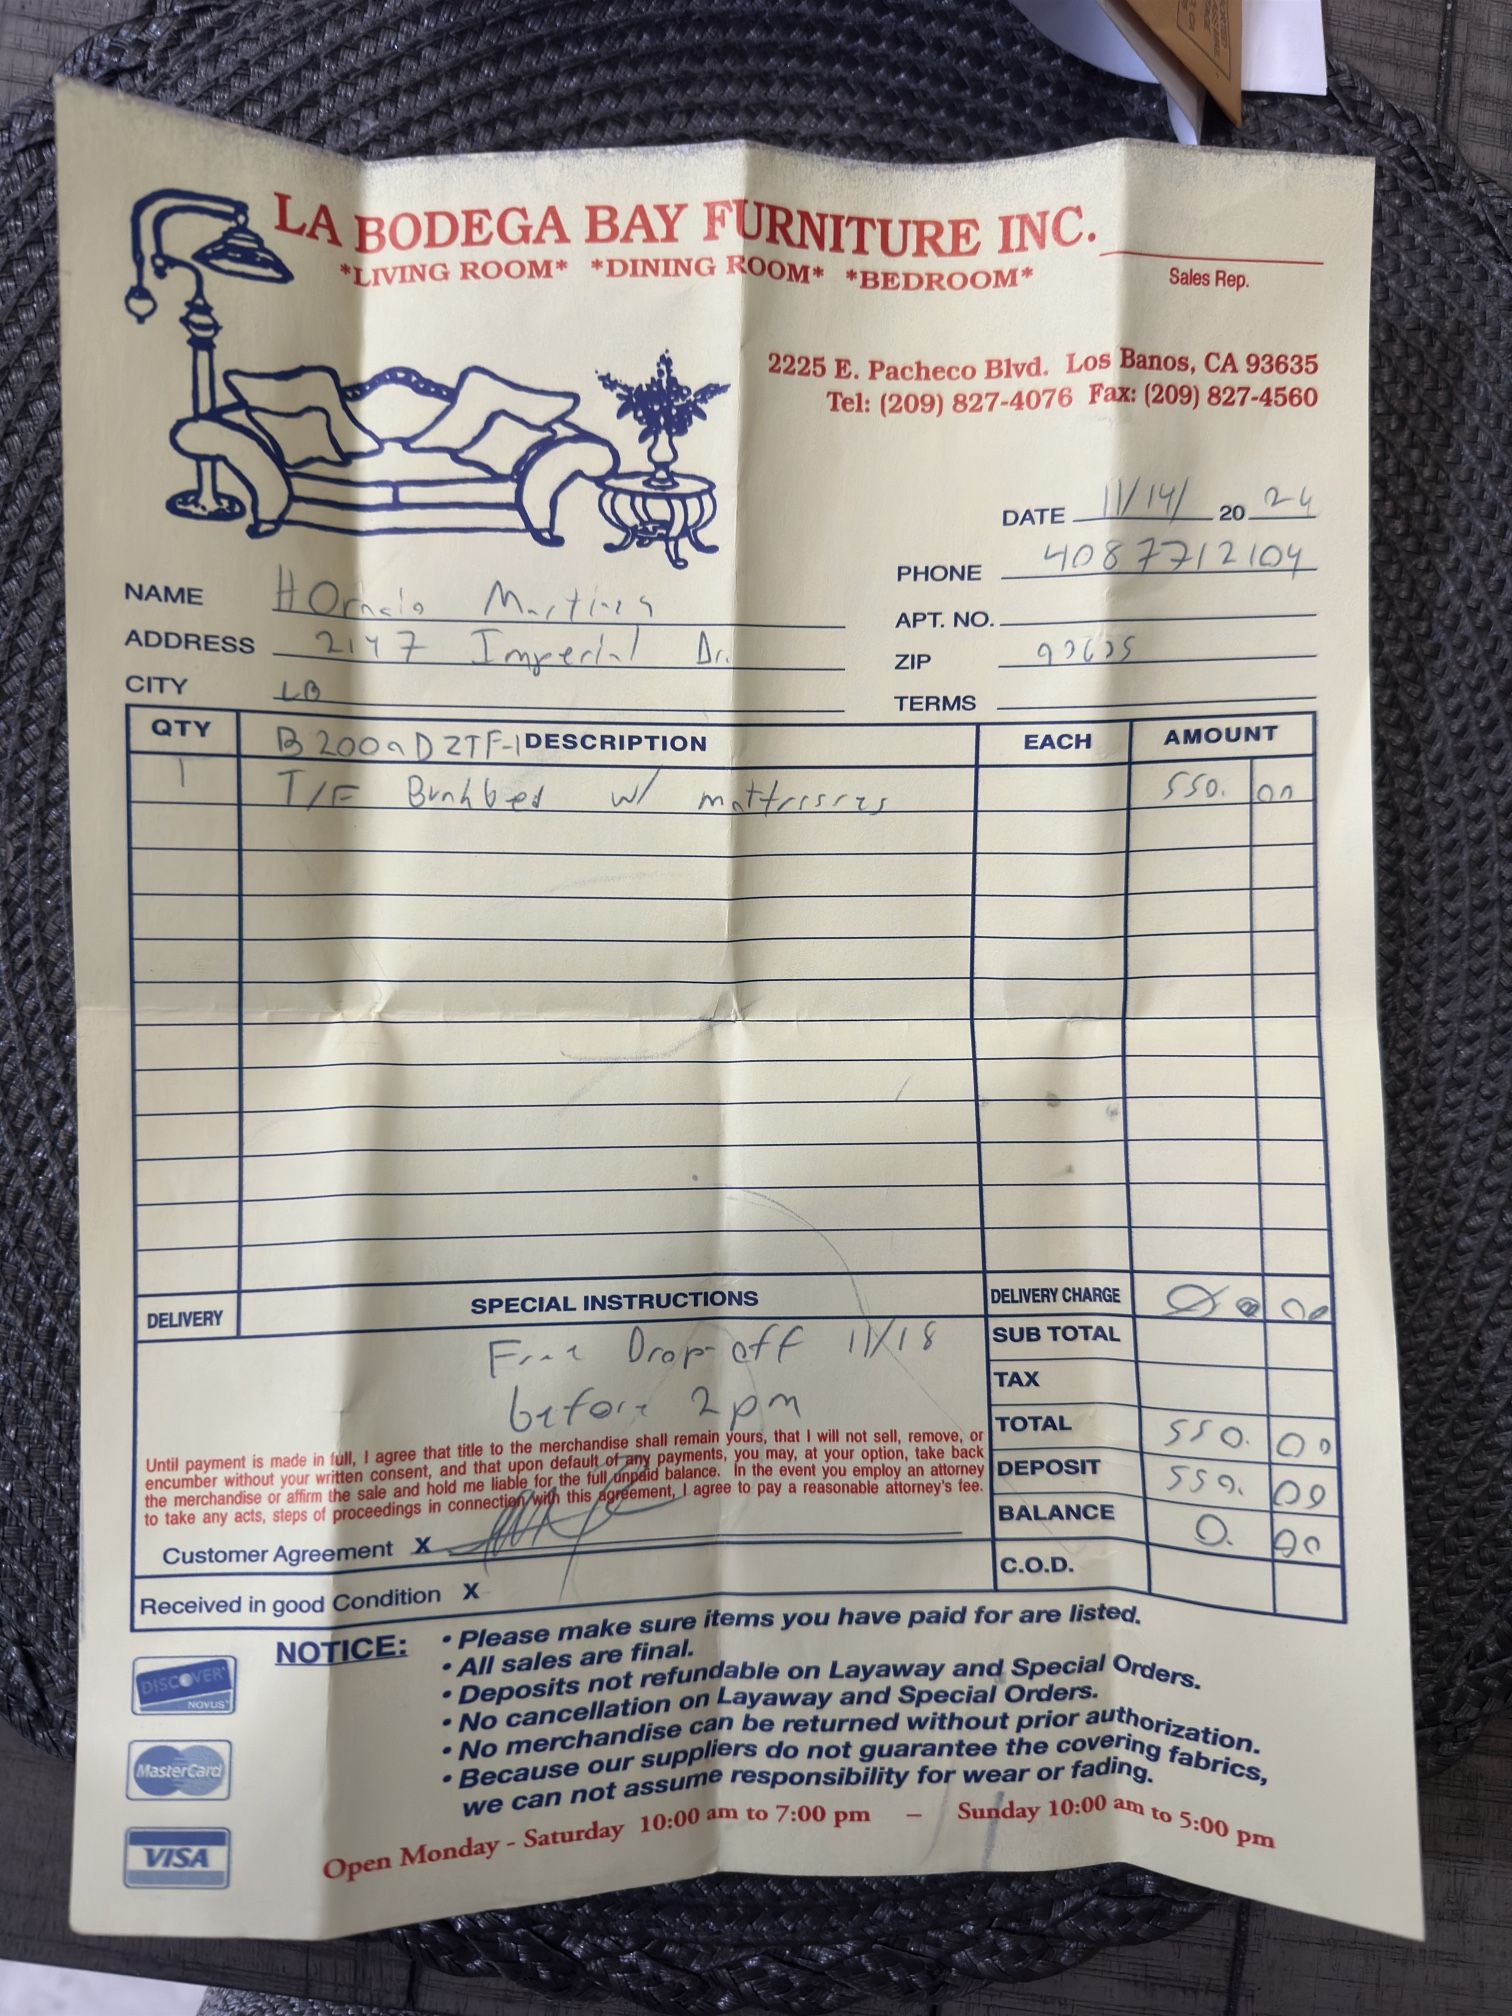 LA BODEGA BAY FURNITURE INC.
*LIVING ROOM* *DINING ROOM* *BEDROOM*
Sales Rep.
2225 E. Pacheco Blvd. Los Banos, CA 93635
Tel: (209) 827-4076 Fax: (209) 827-4560
DATE 11/14/ 20 24
PHONE 4087712104
NAME HOracio Martinez
APT. NO.
ADDRESS 2147 Imperial Dr.
ZIP 93635
CITY LB
TERMS
QTY DESCRIPTION EACH AMOUNT
1 T/F Bunkbed w/ mattresses 550. 00
DELIVERY SPECIAL INSTRUCTIONS DELIVERY CHARGE
Free Drop-off 11/18
before 2pm
SUB TOTAL
TAX
TOTAL 550. 00
DEPOSIT 550. 00
BALANCE 0. 00
C.O.D.
Until payment is made in full, I agree that title to the merchandise shall remain yours, that I will not sell, remove, or
encumber without your written consent, and that upon default of any payments, you may, at your option, take back
the merchandise or affirm the sale and hold me liable for the full unpaid balance. In the event you employ an attorney
to take any acts, steps of proceedings in connection with this agreement, I agree to pay a reasonable attorney's fee.
Customer Agreement X
Received in good Condition X
NOTICE: • Please make sure items you have paid for are listed.
• All sales are final.
• Deposits not refundable on Layaway and Special Orders.
• No cancellation on Layaway and Special Orders.
• No merchandise can be returned without prior authorization.
• Because our suppliers do not guarantee the covering fabrics,
we can not assume responsibility for wear or fading.
DISCOVER
NOVUS
MasterCard
VISA
Open Monday - Saturday 10:00 am to 7:00 pm – Sunday 10:00 am to 5:00 pm